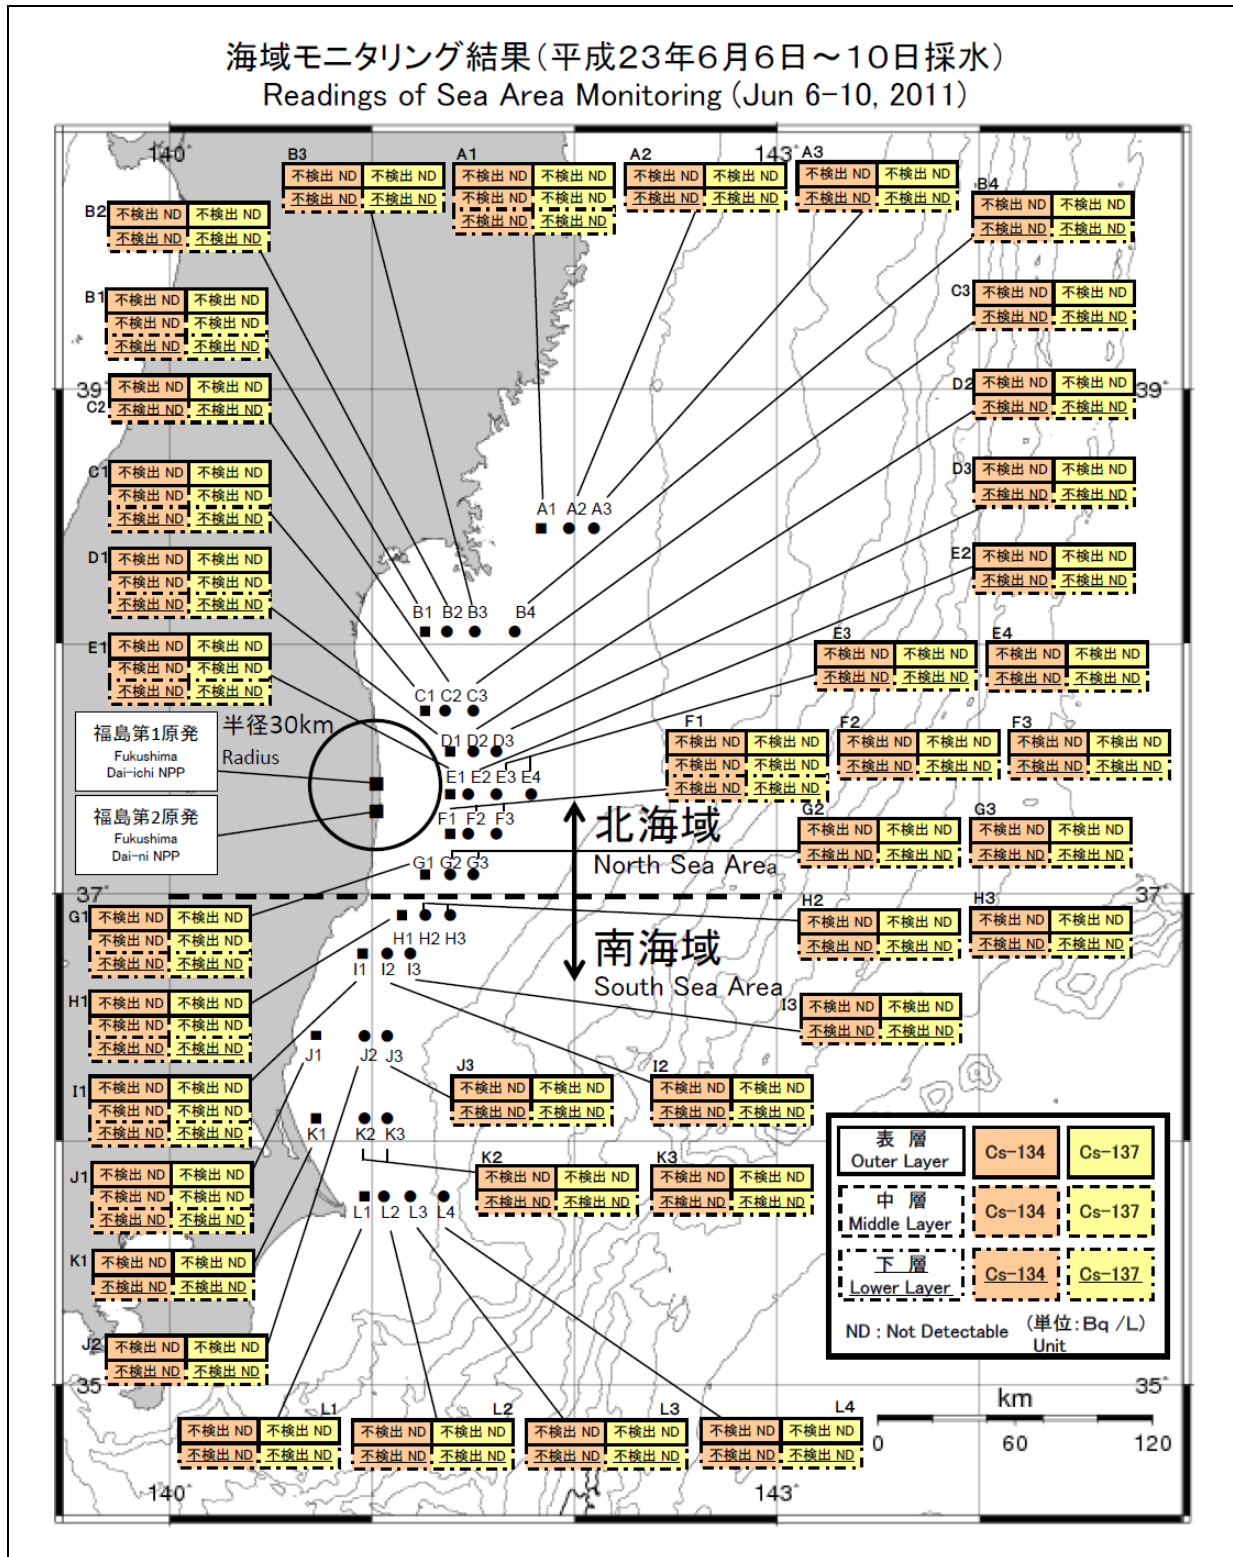 海域モニタリング結果(平成23年6月6日～10日採水)
Readings of Sea Area Monitoring (Jun 6-10, 2011)
140°
143°
B3
不検出 ND 不検出 ND
不検出 ND 不検出 ND
A1
不検出 ND 不検出 ND
不検出 ND 不検出 ND
不検出 ND 不検出 ND
A2
不検出 ND 不検出 ND
不検出 ND 不検出 ND
A3
不検出 ND 不検出 ND
不検出 ND 不検出 ND
B4
不検出 ND 不検出 ND
不検出 ND 不検出 ND
B2
不検出 ND 不検出 ND
不検出 ND 不検出 ND
B1
不検出 ND 不検出 ND
不検出 ND 不検出 ND
不検出 ND 不検出 ND
C3
不検出 ND 不検出 ND
不検出 ND 不検出 ND
39°
39°
C2
不検出 ND 不検出 ND
不検出 ND 不検出 ND
D2
不検出 ND 不検出 ND
不検出 ND 不検出 ND
C1
不検出 ND 不検出 ND
不検出 ND 不検出 ND
不検出 ND 不検出 ND
D3
不検出 ND 不検出 ND
不検出 ND 不検出 ND
A1 A2 A3
D1
不検出 ND 不検出 ND
不検出 ND 不検出 ND
不検出 ND 不検出 ND
E2
不検出 ND 不検出 ND
不検出 ND 不検出 ND
B1 B2 B3 B4
E1
不検出 ND 不検出 ND
不検出 ND 不検出 ND
不検出 ND 不検出 ND
E3
不検出 ND 不検出 ND
不検出 ND 不検出 ND
E4
不検出 ND 不検出 ND
不検出 ND 不検出 ND
C1 C2 C3
福島第1原発
Fukushima
Dai-ichi NPP
半径30km
Radius
D1 D2 D3
F1
不検出 ND 不検出 ND
不検出 ND 不検出 ND
不検出 ND 不検出 ND
F2
不検出 ND 不検出 ND
不検出 ND 不検出 ND
F3
不検出 ND 不検出 ND
不検出 ND 不検出 ND
E1 E2 E3 E4
福島第2原発
Fukushima
Dai-ni NPP
F1 F2 F3
北海域
North Sea Area
G2
不検出 ND 不検出 ND
不検出 ND 不検出 ND
G3
不検出 ND 不検出 ND
不検出 ND 不検出 ND
G1 G2 G3
37°
37°
G1
不検出 ND 不検出 ND
不検出 ND 不検出 ND
不検出 ND 不検出 ND
H2
不検出 ND 不検出 ND
不検出 ND 不検出 ND
H3
不検出 ND 不検出 ND
不検出 ND 不検出 ND
H1 H2 H3
南海域
South Sea Area
I1 I2 I3
H1
不検出 ND 不検出 ND
不検出 ND 不検出 ND
不検出 ND 不検出 ND
I3
不検出 ND 不検出 ND
不検出 ND 不検出 ND
J1 J2 J3
I1
不検出 ND 不検出 ND
不検出 ND 不検出 ND
不検出 ND 不検出 ND
J3
不検出 ND 不検出 ND
不検出 ND 不検出 ND
I2
不検出 ND 不検出 ND
不検出 ND 不検出 ND
K1 K2 K3
J1
不検出 ND 不検出 ND
不検出 ND 不検出 ND
不検出 ND 不検出 ND
K2
不検出 ND 不検出 ND
不検出 ND 不検出 ND
K3
不検出 ND 不検出 ND
不検出 ND 不検出 ND
L1 L2 L3 L4
K1
不検出 ND 不検出 ND
不検出 ND 不検出 ND
J2
不検出 ND 不検出 ND
不検出 ND 不検出 ND
表 層
Outer Layer
Cs-134
Cs-137
中 層
Middle Layer
Cs-134
Cs-137
下 層
Lower Layer
Cs-134
Cs-137
ND : Not Detectable
(単位:Bq /L)
Unit
35°
35°
L1
不検出 ND 不検出 ND
不検出 ND 不検出 ND
L2
不検出 ND 不検出 ND
不検出 ND 不検出 ND
L3
不検出 ND 不検出 ND
不検出 ND 不検出 ND
L4
不検出 ND 不検出 ND
不検出 ND 不検出 ND
km
0 60 120
140°
143°